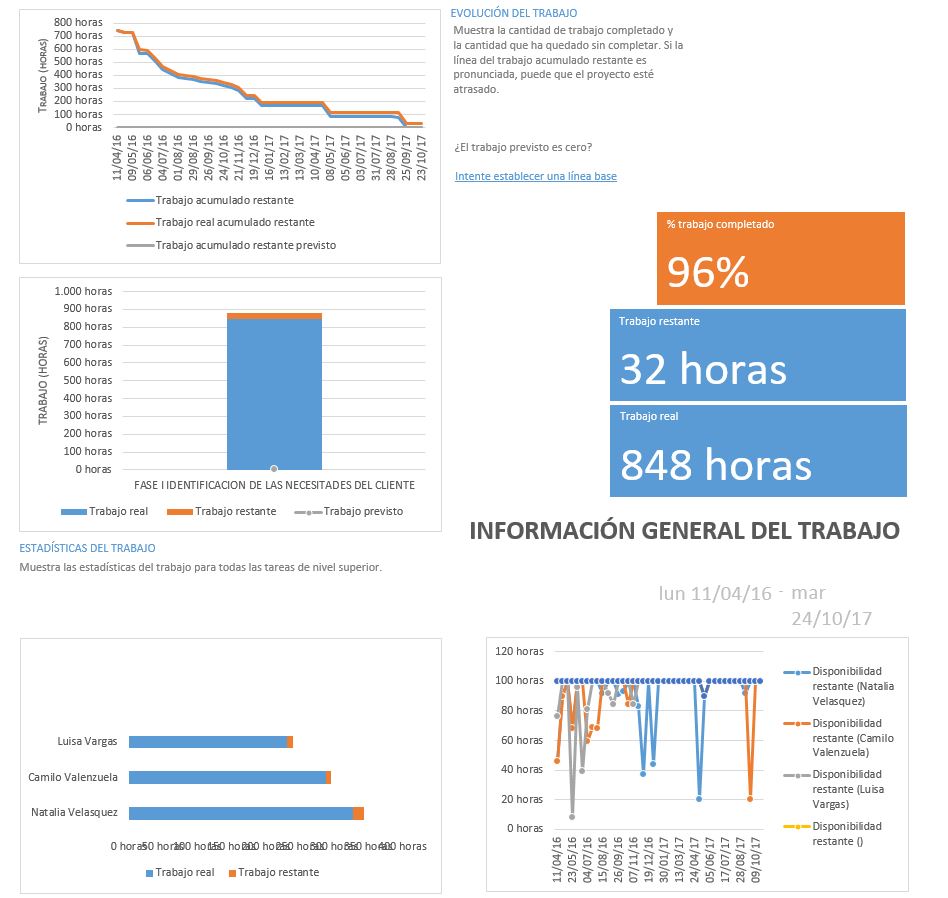 800 horas
700 horas
600 horas
500 horas
400 horas
300 horas
200 horas
100 horas
0 horas
TRABAJO (HORAS)
11/04/16
09/05/16
06/06/16
04/07/16
01/08/16
29/08/16
26/09/16
24/10/16
21/11/16
19/12/16
16/01/17
13/02/17
13/03/17
10/04/17
08/05/17
05/06/17
03/07/17
31/07/17
28/08/17
25/09/17
23/10/17
Trabajo acumulado restante
Trabajo real acumulado restante
Trabajo acumulado restante previsto
EVOLUCIÓN DEL TRABAJO
Muestra la cantidad de trabajo completado y
la cantidad que ha quedado sin completar. Si la
línea del trabajo acumulado restante es
pronunciada, puede que el proyecto esté
atrasado.
¿El trabajo previsto es cero?
Intente establecer una línea base
% trabajo completado
96%
Trabajo restante
32 horas
Trabajo real
848 horas
1.000 horas
900 horas
800 horas
700 horas
600 horas
500 horas
400 horas
300 horas
200 horas
100 horas
0 horas
TRABAJO (HORAS)
FASE I IDENTIFICACION DE LAS NECESITADES DEL CLIENTE
Trabajo real
Trabajo restante
Trabajo previsto
INFORMACIÓN GENERAL DEL TRABAJO
ESTADÍSTICAS DEL TRABAJO
Muestra las estadísticas del trabajo para todas las tareas de nivel superior.
lun 11/04/16 - mar
24/10/17
Luisa Vargas
Camilo Valenzuela
Natalia Velasquez
0 horas 50 horas 100 horas 150 horas 200 horas 250 horas 300 horas 350 horas 400 horas
Trabajo real
Trabajo restante
120 horas
100 horas
80 horas
60 horas
40 horas
20 horas
0 horas
11/04/16
23/05/16
04/07/16
15/08/16
26/09/16
07/11/16
19/12/16
30/01/17
13/03/17
24/04/17
05/06/17
17/07/17
28/08/17
09/10/17
Disponibilidad
restante (Natalia
Velasquez)
Disponibilidad
restante (Camilo
Valenzuela)
Disponibilidad
restante (Luisa
Vargas)
Disponibilidad
restante ()